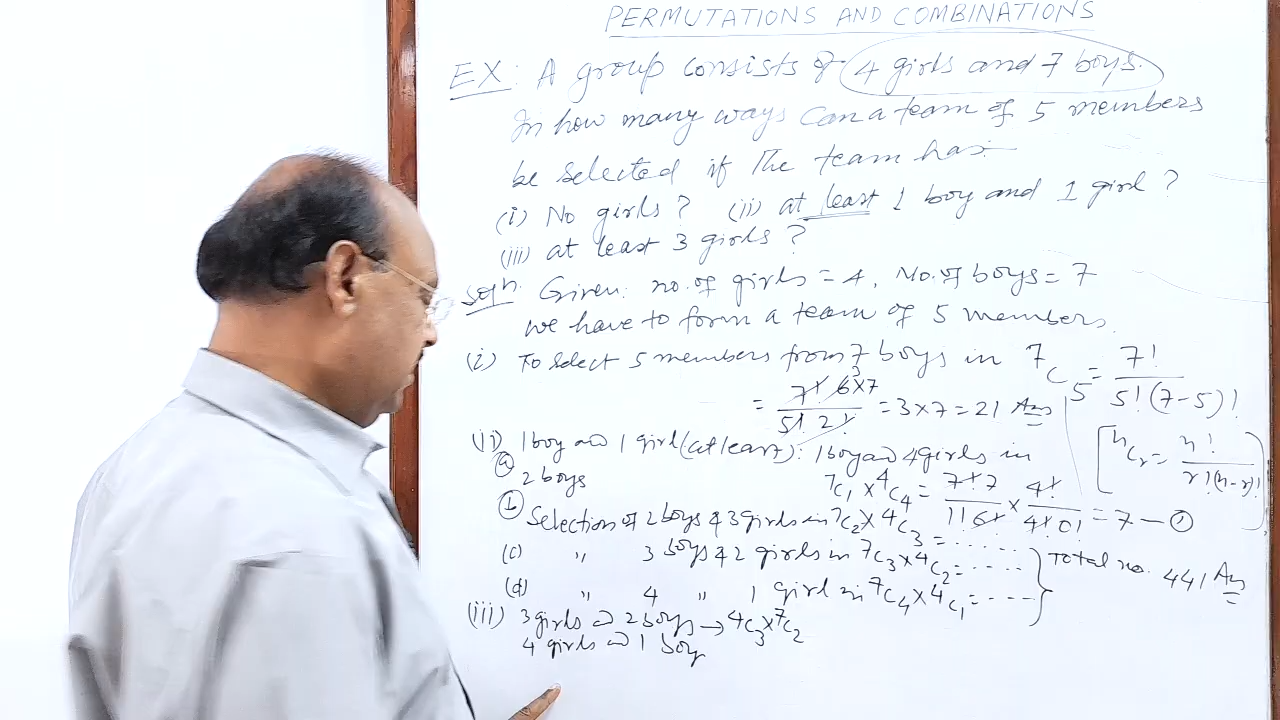 PERMUTATIONS AND COMBINATIONS
EX: A group consists of 4 girls and 7 boys.
In how many ways can a team of 5 members
be selected if the team has:
(i) No girls? (ii) at least 1 boy and 1 girl?
(iii) at least 3 girls?
Soln. Given: no. of girls = 4, No. of boys = 7
we have to form a team of 5 members.
(i) To select 5 members from 7 boys in 7C5 = 7!/5!(7-5)!
= 7! 6³×7/5! 2! = 3×7 = 21 Ans
(ii) 1 boy and 1 girl (at least): 1 boy and 4 girls in
(a) 2 boys
7C1 × 4C4 = 7!×7/1! 6! × 4!/4! 0! = 7 — ①
[nCr = n!/r!(n-r)!]
(b) Selection of 2 boys & 3 girls in 7C2 × 4C3 = ......
(c) " 3 boys & 2 girls in 7C3 × 4C2 = .....
(d) " 4 " 1 girl in 7C4 × 4C1 = ----
} Total no. 441 Ans
(iii) 3 girls and 2 boys → 4C3 × 7C2
4 girls and 1 boy